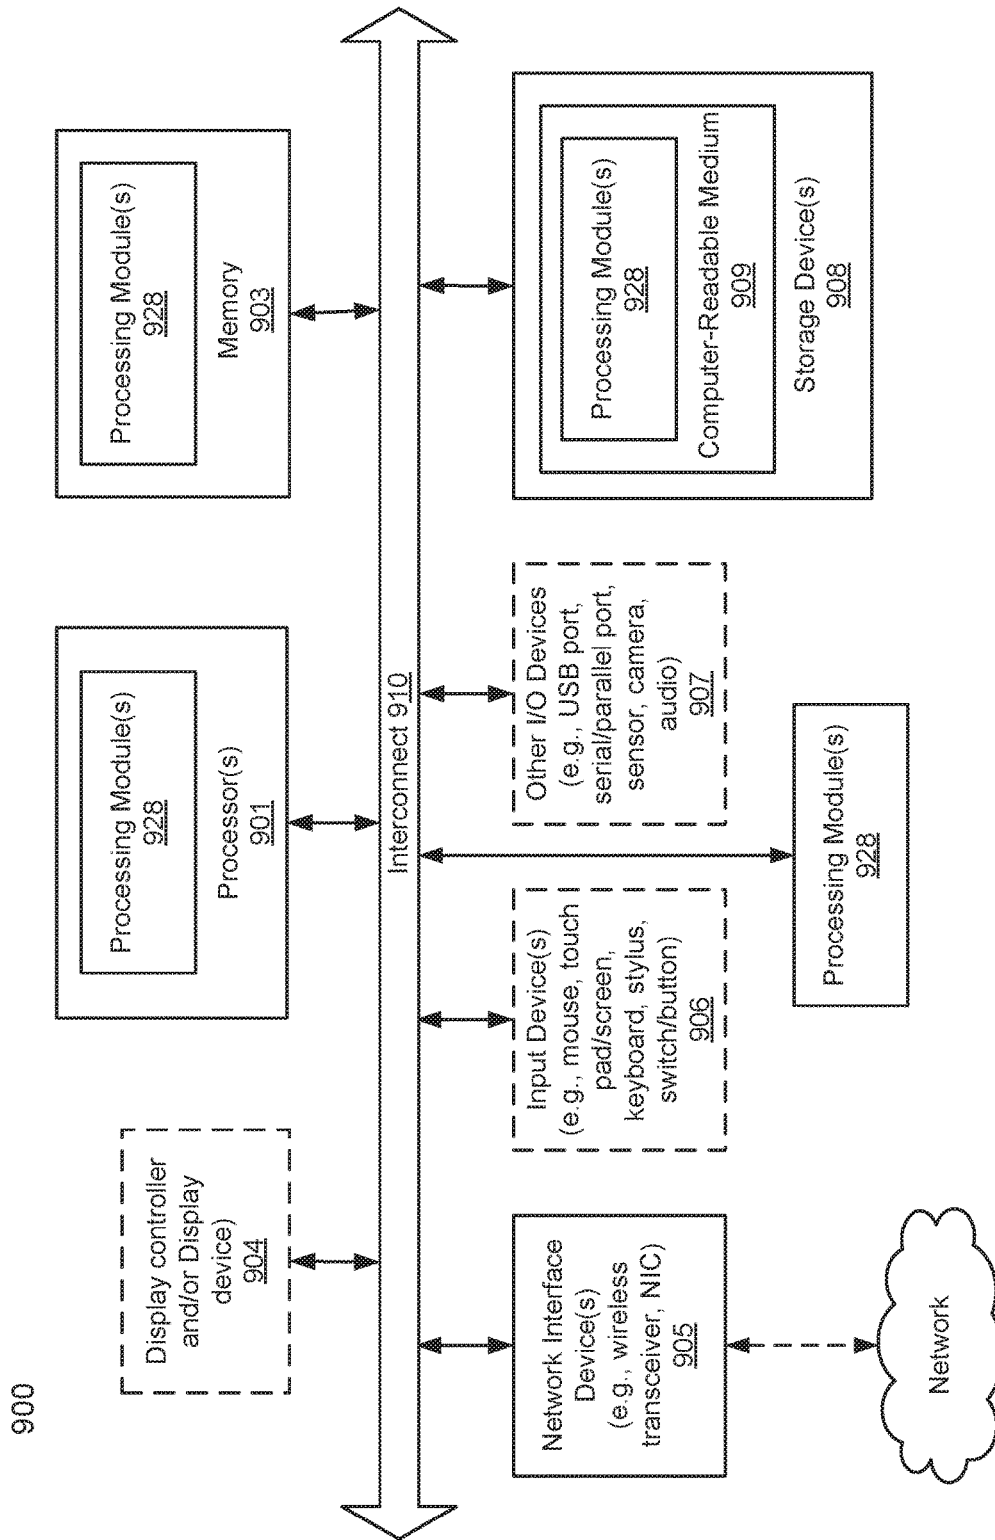 900
Display controller
and/or Display
device)
904
Processing Module(s)
928
Processor(s)
901
Processing Module(s)
928
Memory
903
Interconnect 910
Network Interface
Device(s)
(e.g., wireless
transceiver, NIC)
905
Input Device(s)
(e.g., mouse, touch
pad/screen,
keyboard, stylus,
switch/button)
906
Other I/O Devices
(e.g., USB port,
serial/parallel port,
sensor, camera,
audio)
907
Processing Module(s)
928
Computer-Readable Medium
909
Storage Device(s)
908
Processing Module(s)
928
Network